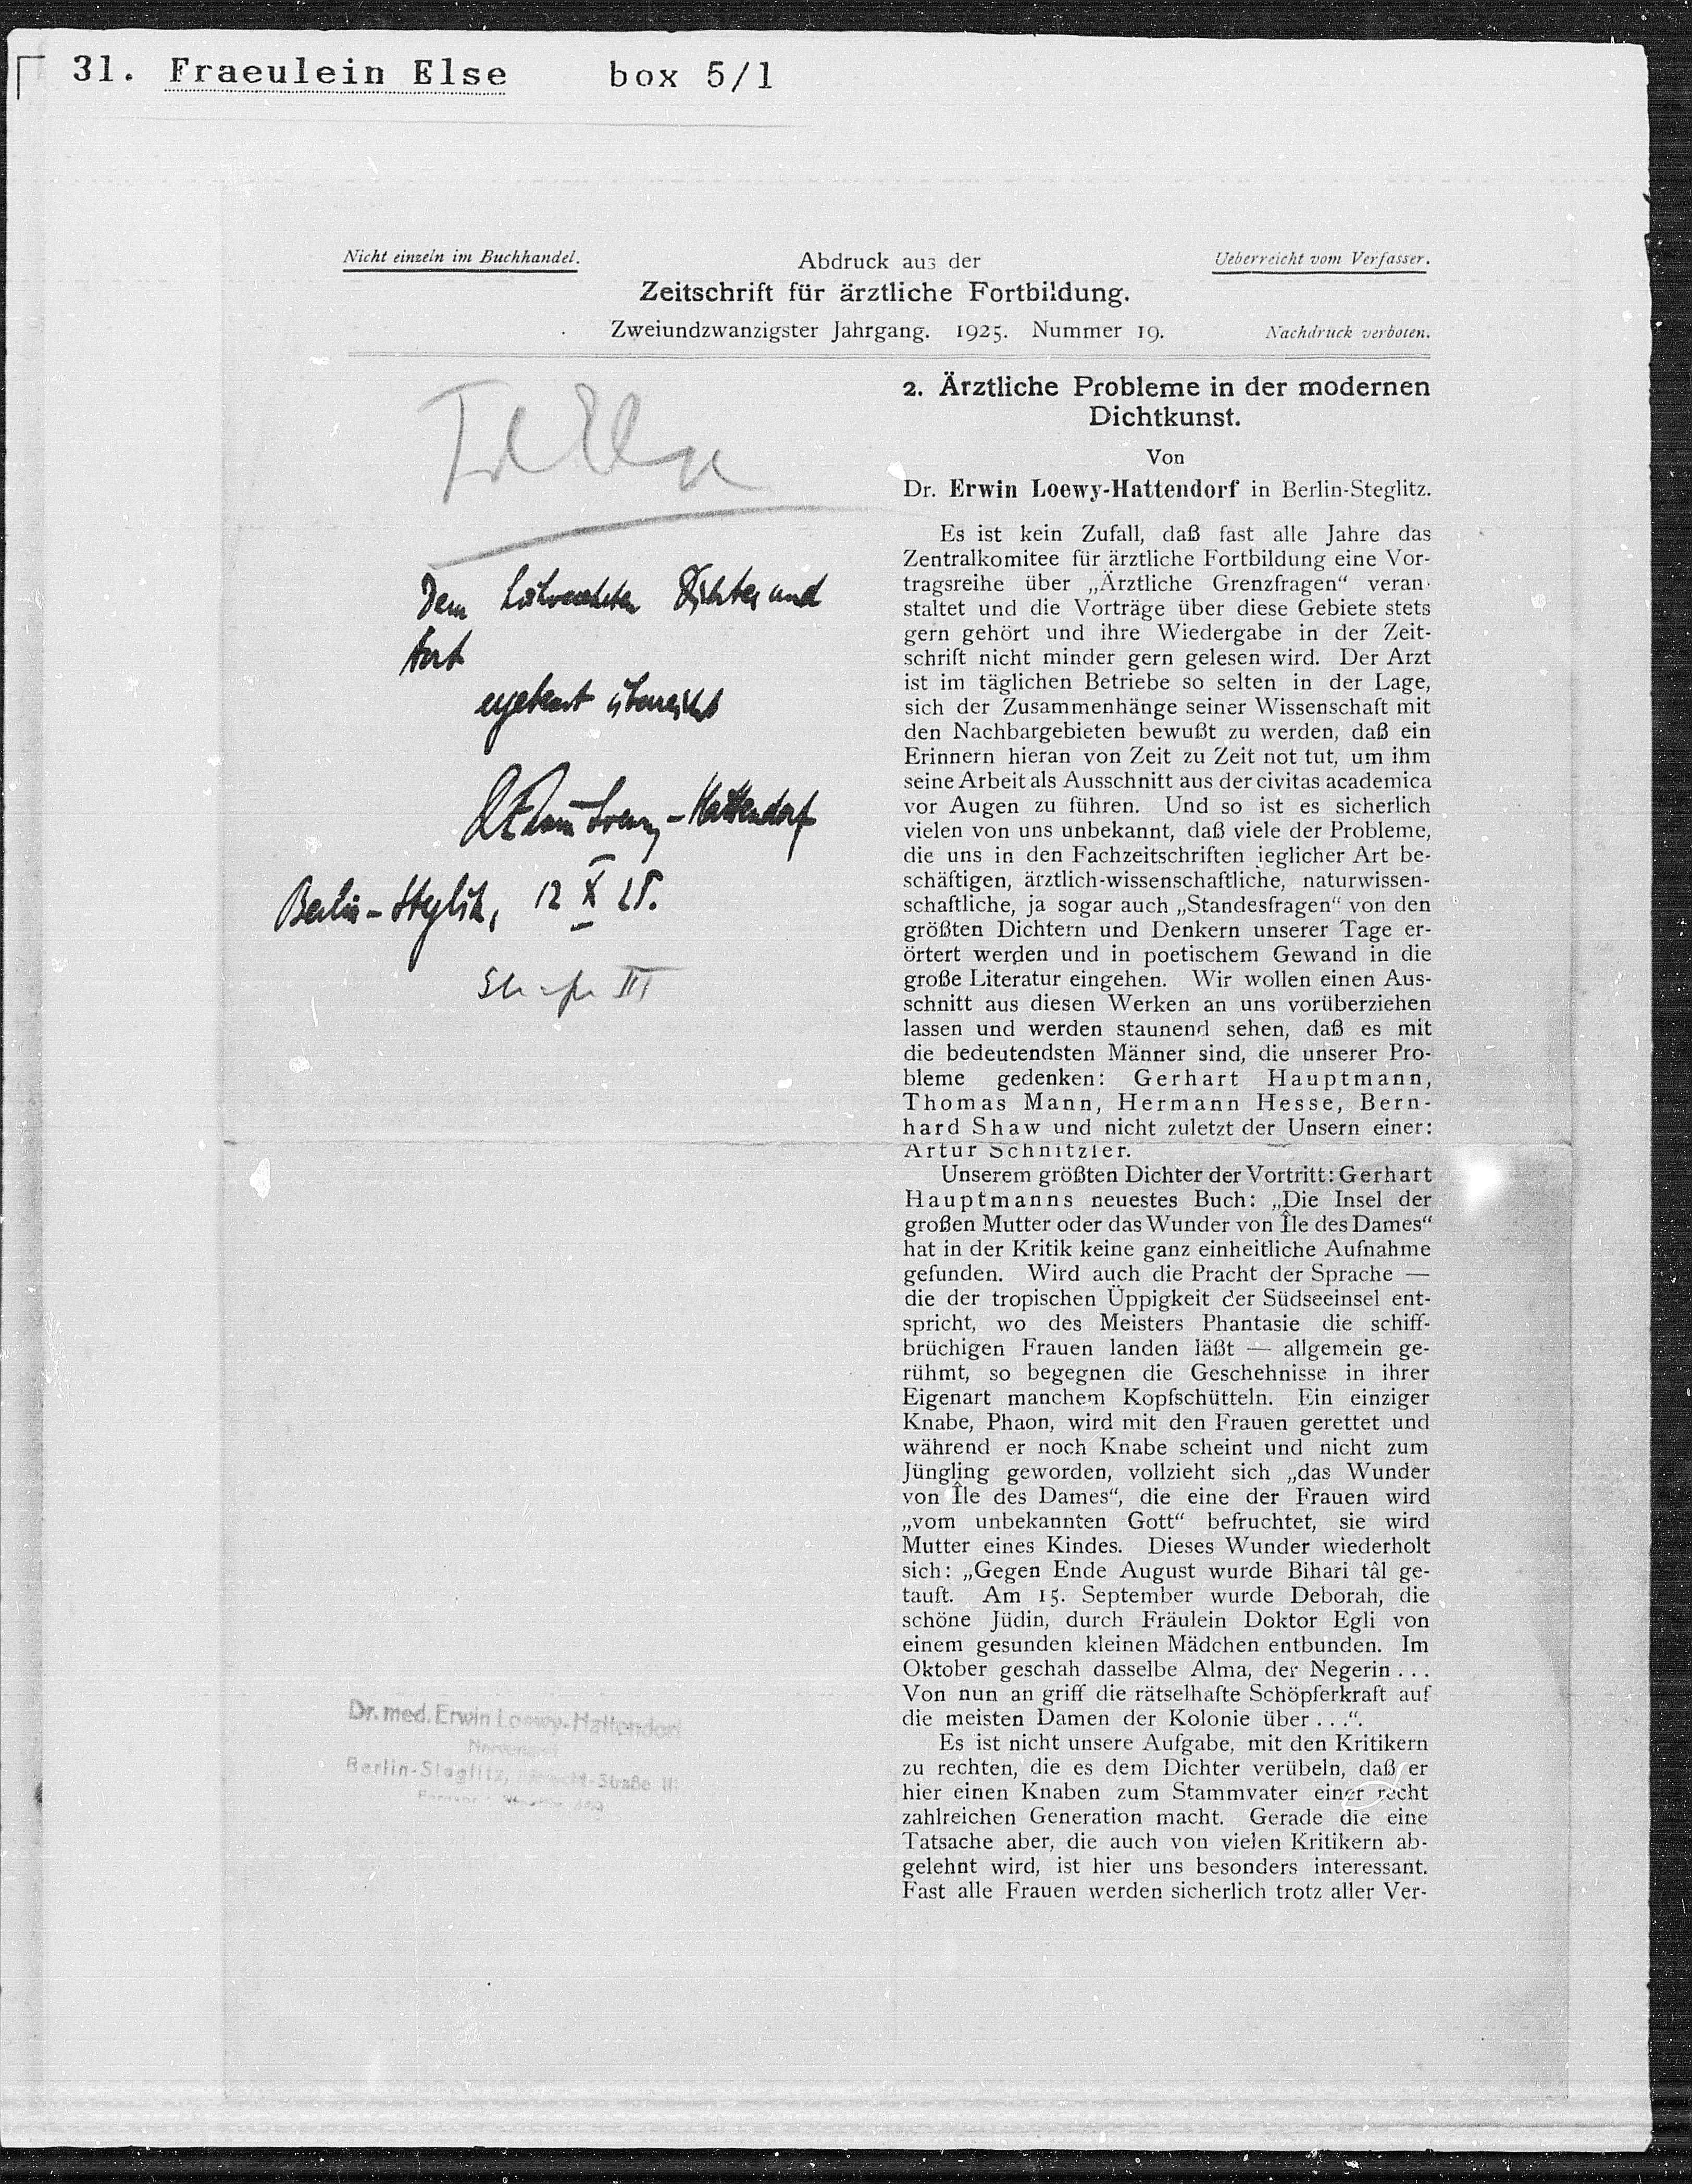 31. Fraeulein Else box 5/1
Nicht einzeln im Buchhandel.
Abdruck aus der
Ueberreicht vom Verfasser.
Zeitschrift für ärztliche Fortbildung.
Zweiundzwanzigster Jahrgang. 1925. Nummer 19.
Nachdruck verboten.
Dem Dichter und
Arzt
ergebenst überreicht
Loewy-Hattendorf
Berlin-Steglitz, 12 X 25.
III
Dr. med. Erwin Loewy-Hattendorf
Nervenarzt
Berlin-Steglitz, -Straße III
2. Ärztliche Probleme in der modernen
Dichtkunst.
Von
Dr. Erwin Loewy-Hattendorf in Berlin-Steglitz.
Es ist kein Zufall, daß fast alle Jahre das
Zentralkomitee für ärztliche Fortbildung eine Vor-
tragsreihe über „Ärztliche Grenzfragen“ veran-
staltet und die Vorträge über diese Gebiete stets
gern gehört und ihre Wiedergabe in der Zeit-
schrift nicht minder gern gelesen wird. Der Arzt
ist im täglichen Betriebe so selten in der Lage,
sich der Zusammenhänge seiner Wissenschaft mit
den Nachbargebieten bewußt zu werden, daß ein
Erinnern hieran von Zeit zu Zeit not tut, um ihm
seine Arbeit als Ausschnitt aus der civitas academica
vor Augen zu führen. Und so ist es sicherlich
vielen von uns unbekannt, daß viele der Probleme,
die uns in den Fachzeitschriften jeglicher Art be-
schäftigen, ärztlich-wissenschaftliche, naturwissen-
schaftliche, ja sogar auch „Standesfragen“ von den
größten Dichtern und Denkern unserer Tage er-
örtert werden und in poetischem Gewand in die
große Literatur eingehen. Wir wollen einen Aus-
schnitt aus diesen Werken an uns vorüberziehen
lassen und werden staunend sehen, daß es mit
die bedeutendsten Männer sind, die unserer Pro-
bleme gedenken: Gerhart Hauptmann,
Thomas Mann, Hermann Hesse, Bern-
hard Shaw und nicht zuletzt der Unsern einer:
Artur Schnitzler.
Unserem größten Dichter der Vortritt: Gerhart
Hauptmanns neuestes Buch: „Die Insel der
großen Mutter oder das Wunder von Île des Dames“
hat in der Kritik keine ganz einheitliche Aufnahme
gefunden. Wird auch die Pracht der Sprache —
die der tropischen Üppigkeit der Südseeinsel ent-
spricht, wo des Meisters Phantasie die schiff-
brüchigen Frauen landen läßt — allgemein ge-
rühmt, so begegnen die Geschehnisse in ihrer
Eigenart manchem Kopfschütteln. Ein einziger
Knabe, Phaon, wird mit den Frauen gerettet und
während er noch Knabe scheint und nicht zum
Jüngling geworden, vollzieht sich „das Wunder
von Île des Dames“, die eine der Frauen wird
„vom unbekannten Gott“ befruchtet, sie wird
Mutter eines Kindes. Dieses Wunder wiederholt
sich: „Gegen Ende August wurde Bihari tâl ge-
tauft. Am 15. September wurde Deborah, die
schöne Jüdin, durch Fräulein Doktor Egli von
einem gesunden kleinen Mädchen entbunden. Im
Oktober geschah dasselbe Alma, der Negerin . . .
Von nun an griff die rätselhafte Schöpferkraft auf
die meisten Damen der Kolonie über . . .“.
Es ist nicht unsere Aufgabe, mit den Kritikern
zu rechten, die es dem Dichter verübeln, daß er
hier einen Knaben zum Stammvater einer recht
zahlreichen Generation macht. Gerade die eine
Tatsache aber, die auch von vielen Kritikern ab-
gelehnt wird, ist hier uns besonders interessant.
Fast alle Frauen werden sicherlich trotz aller Ver-